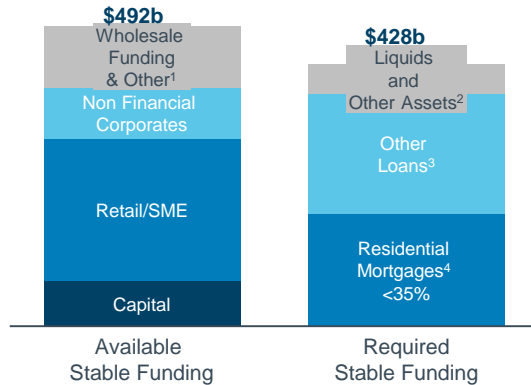 $492b
Wholesale
Funding
& Other¹
Non Financial
Corporates
Retail/SME
Capital
Available
Stable Funding
$428b
Liquids
and
Other Assets²
Other
Loans³
Residential
Mortgages⁴
<35%
Required
Stable Funding